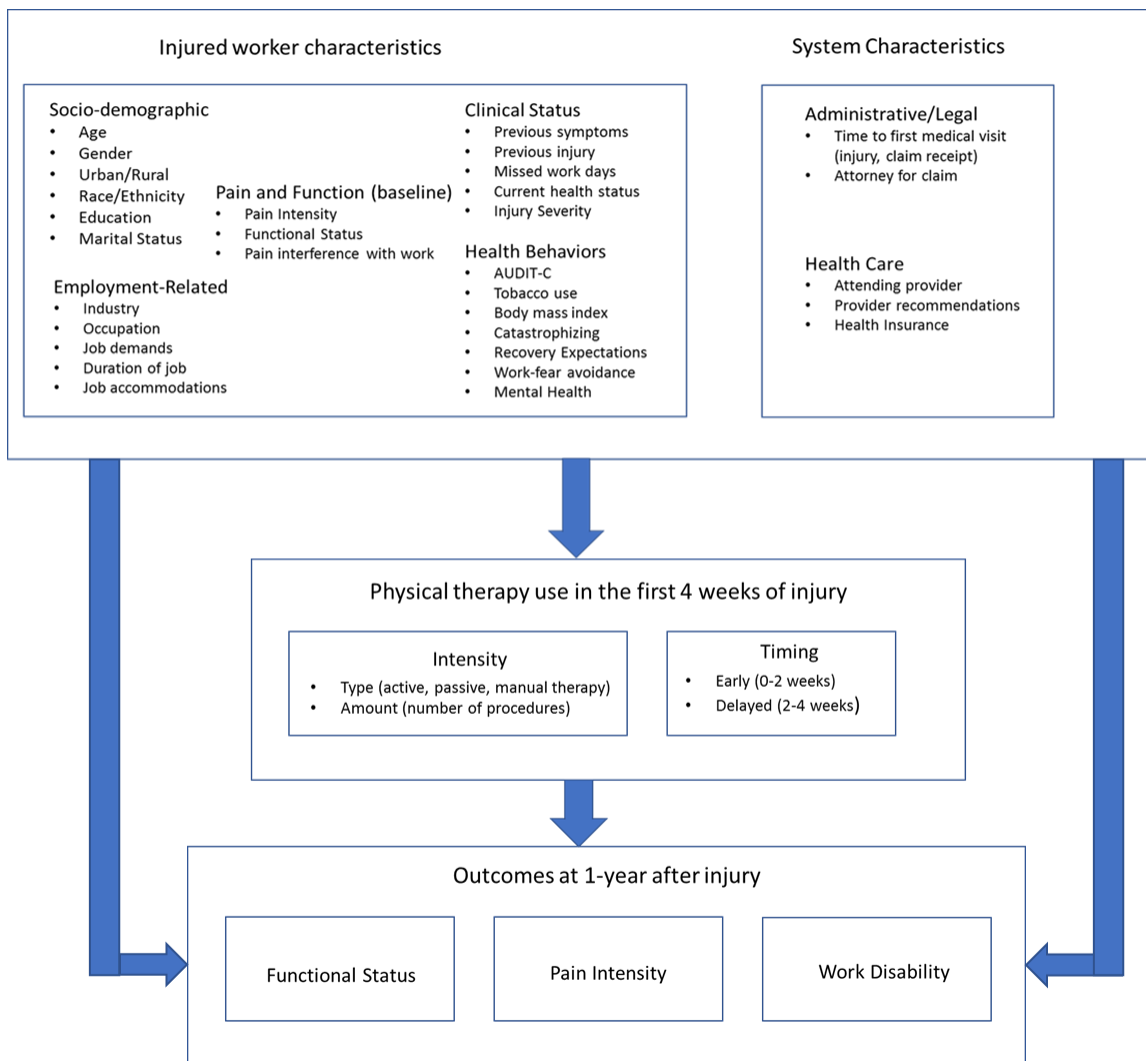 Injured worker characteristics
Socio-demographic
• Age
• Gender
• Urban/Rural
• Race/Ethnicity
• Education
• Marital Status
Pain and Function (baseline)
• Pain Intensity
• Functional Status
• Pain interference with work
Employment-Related
• Industry
• Occupation
• Job demands
• Duration of job
• Job accommodations
Clinical Status
• Previous symptoms
• Previous injury
• Missed work days
• Current health status
• Injury Severity
Health Behaviors
• AUDIT-C
• Tobacco use
• Body mass index
• Catastrophizing
• Recovery Expectations
• Work-fear avoidance
• Mental Health
System Characteristics
Administrative/Legal
• Time to first medical visit
(injury, claim receipt)
• Attorney for claim
Health Care
• Attending provider
• Provider recommendations
• Health Insurance
Physical therapy use in the first 4 weeks of injury
Intensity
• Type (active, passive, manual therapy)
• Amount (number of procedures)
Timing
• Early (0-2 weeks)
• Delayed (2-4 weeks)
Outcomes at 1-year after injury
Functional Status
Pain Intensity
Work Disability